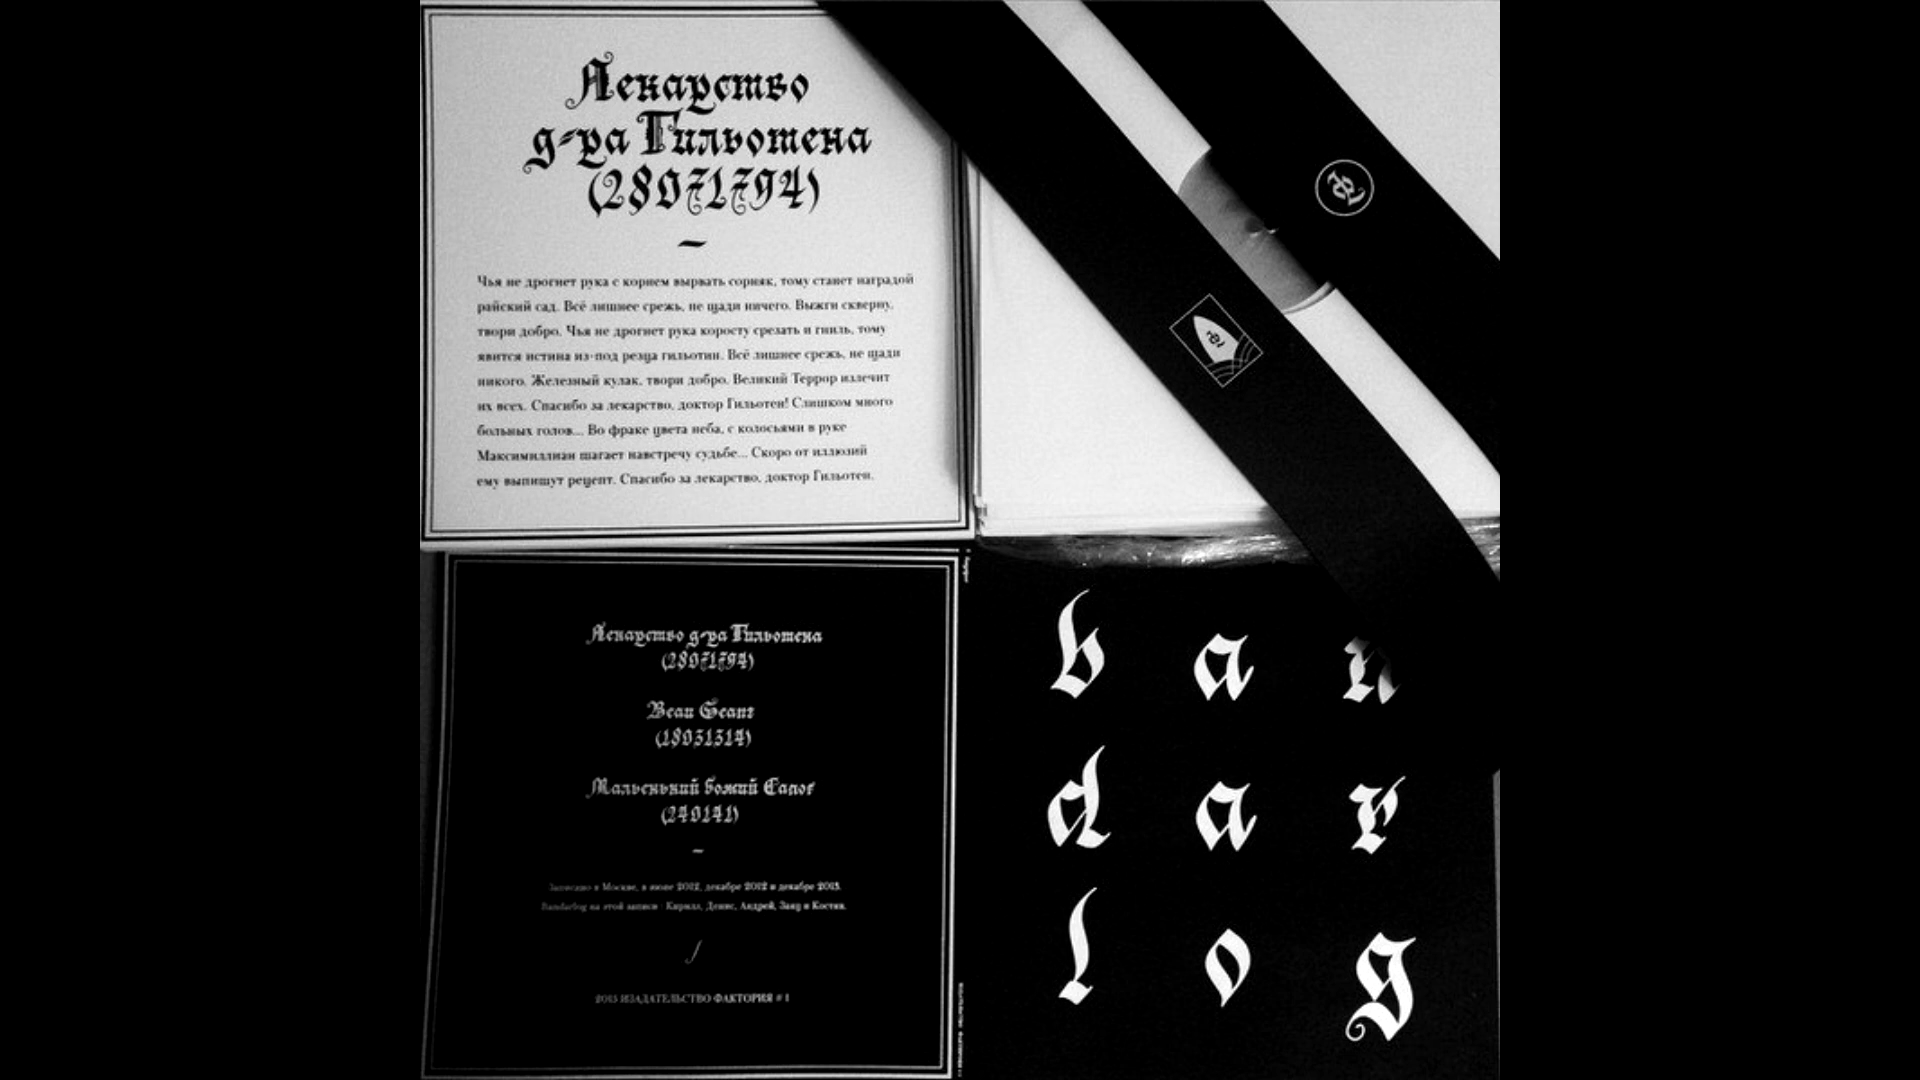 Лекарство
д-ра Гильотена
(28071794)
~
Чья не дрогнет рука с корнем вырвать сорняк, тому станет наградой
райский сад. Всё лишнее срежь, не щади ничего. Выжги скверну,
твори добро. Чья не дрогнет рука коросту срезать и гниль, тому
явится истина из-под резца гильотин. Всё лишнее срежь, не щади
никого. Железный кулак, твори добро. Великий Террор излечит
их всех. Спасибо за лекарство, доктор Гильотен! Слишком много
больных голов... Во фраке цвета неба, с колосьями в руке
Максимиллиан шагает навстречу судьбе... Скоро от иллюзий
ему выпишут рецепт. Спасибо за лекарство, доктор Гильотен.
Лекарство д-ра Гильотена
(28071794)
Beau Geant
(18031314)
Маленький божий Сапог
(240141)
~
Записано в Москве, в июле 2012, декабре 2012 и декабре 2013.
Bandarlog на этой записи - Кирилл, Денис, Андрей, Заяц и Костян.
2015 ИЗДАТЕЛЬСТВО ФАКТОРИЯ # 1
b a n
d a r
l o g